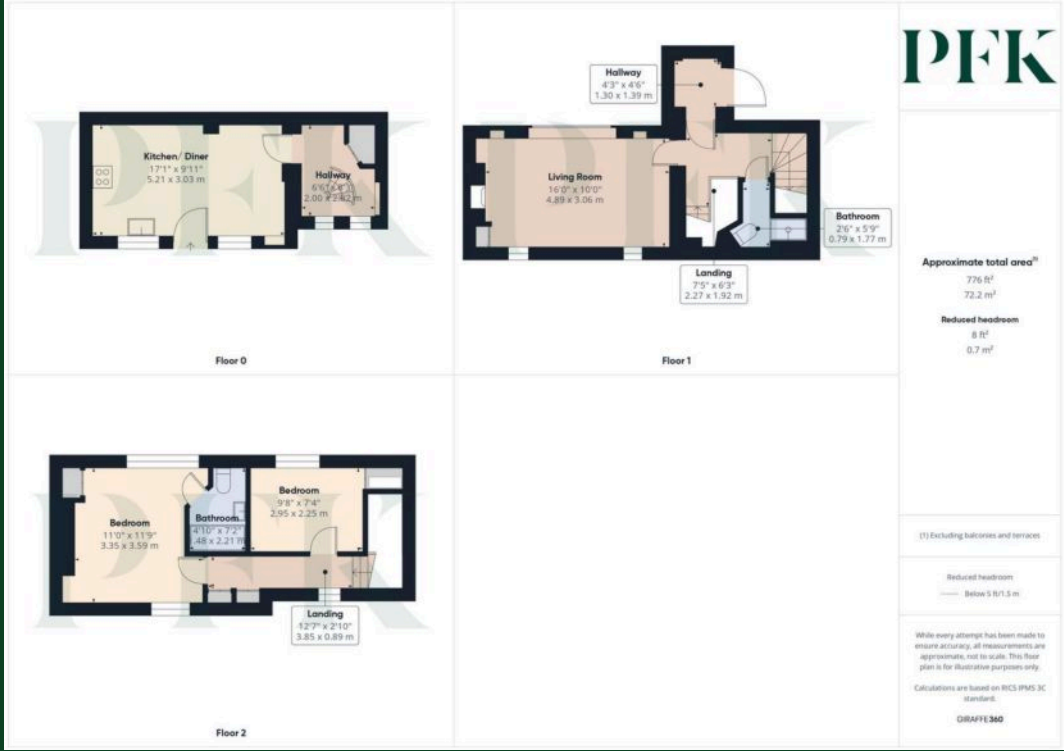 PFK
Kitchen/ Diner
17'1" x 9'11"
5.21 x 3.03 m
Hallway
2.00 x
Floor 0
Hallway
4'3" x 4'6"
1.30 x 1.39 m
Living Room
16'0" x 10'0"
4.89 x 3.06 m
Bathroom
2'6" x 5'9"
0.79 x 1.77 m
Landing
7'5" x 6'3"
2.27 x 1.92 m
Floor 1
Bedroom
11'0" x 11'9"
3.35 x 3.59 m
Bathroom
4'10" x 7'2"
x 2.21 m
Bedroom
9'8" x 7'4"
2.95 x 2.25 m
Landing
12'7" x 2'10"
3.85 x 0.89 m
Floor 2
PFK
Approximate total area(1)
776 ft²
72.2 m²
Reduced headroom
8 ft²
0.7 m²
(1) Excluding balconies and terraces
Reduced headroom
Below 5 ft/1.5 m
While every attempt has been made to
ensure accuracy, all measurements are
approximate, not to scale. This floor
plan is for illustrative purposes only.
Calculations are based on RICS IPMS 3C
standard.
GIRAFFE360